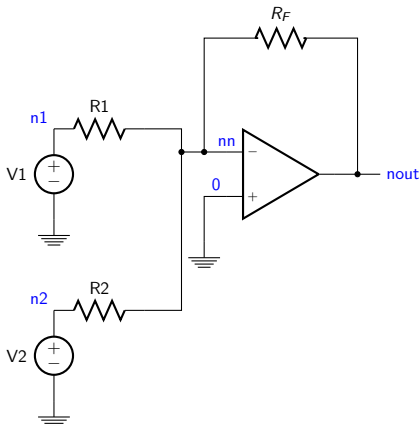 R_F
n1
R1
V1
+
−
nn
−
0
+
nout
n2
R2
V2
+
−